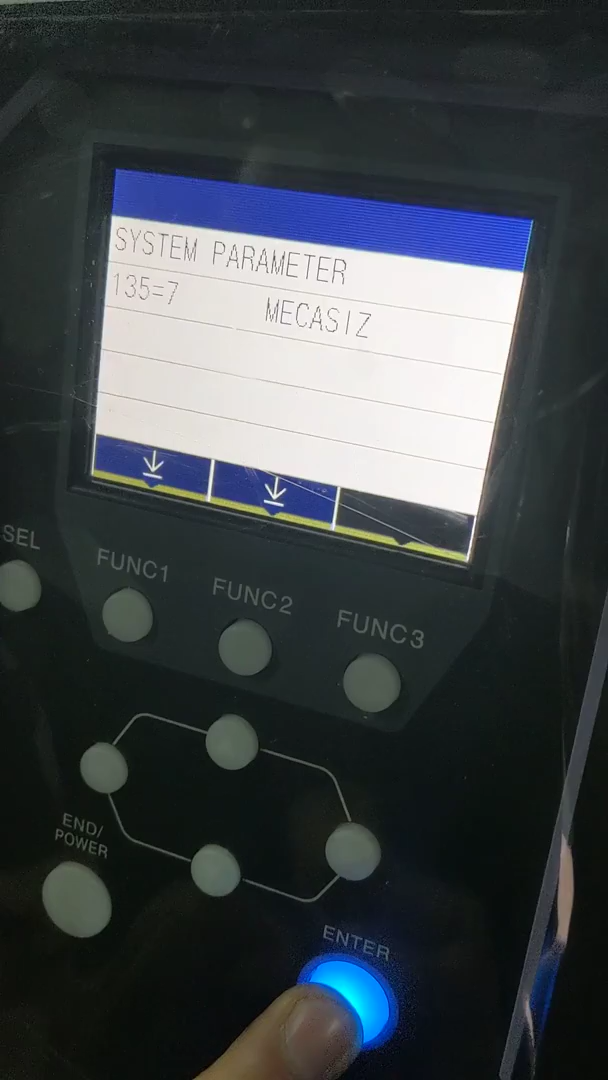 SYSTEM PARAMETER
135=7 MECASIZ
SEL
FUNC1
FUNC2
FUNC3
END/
POWER
ENTER